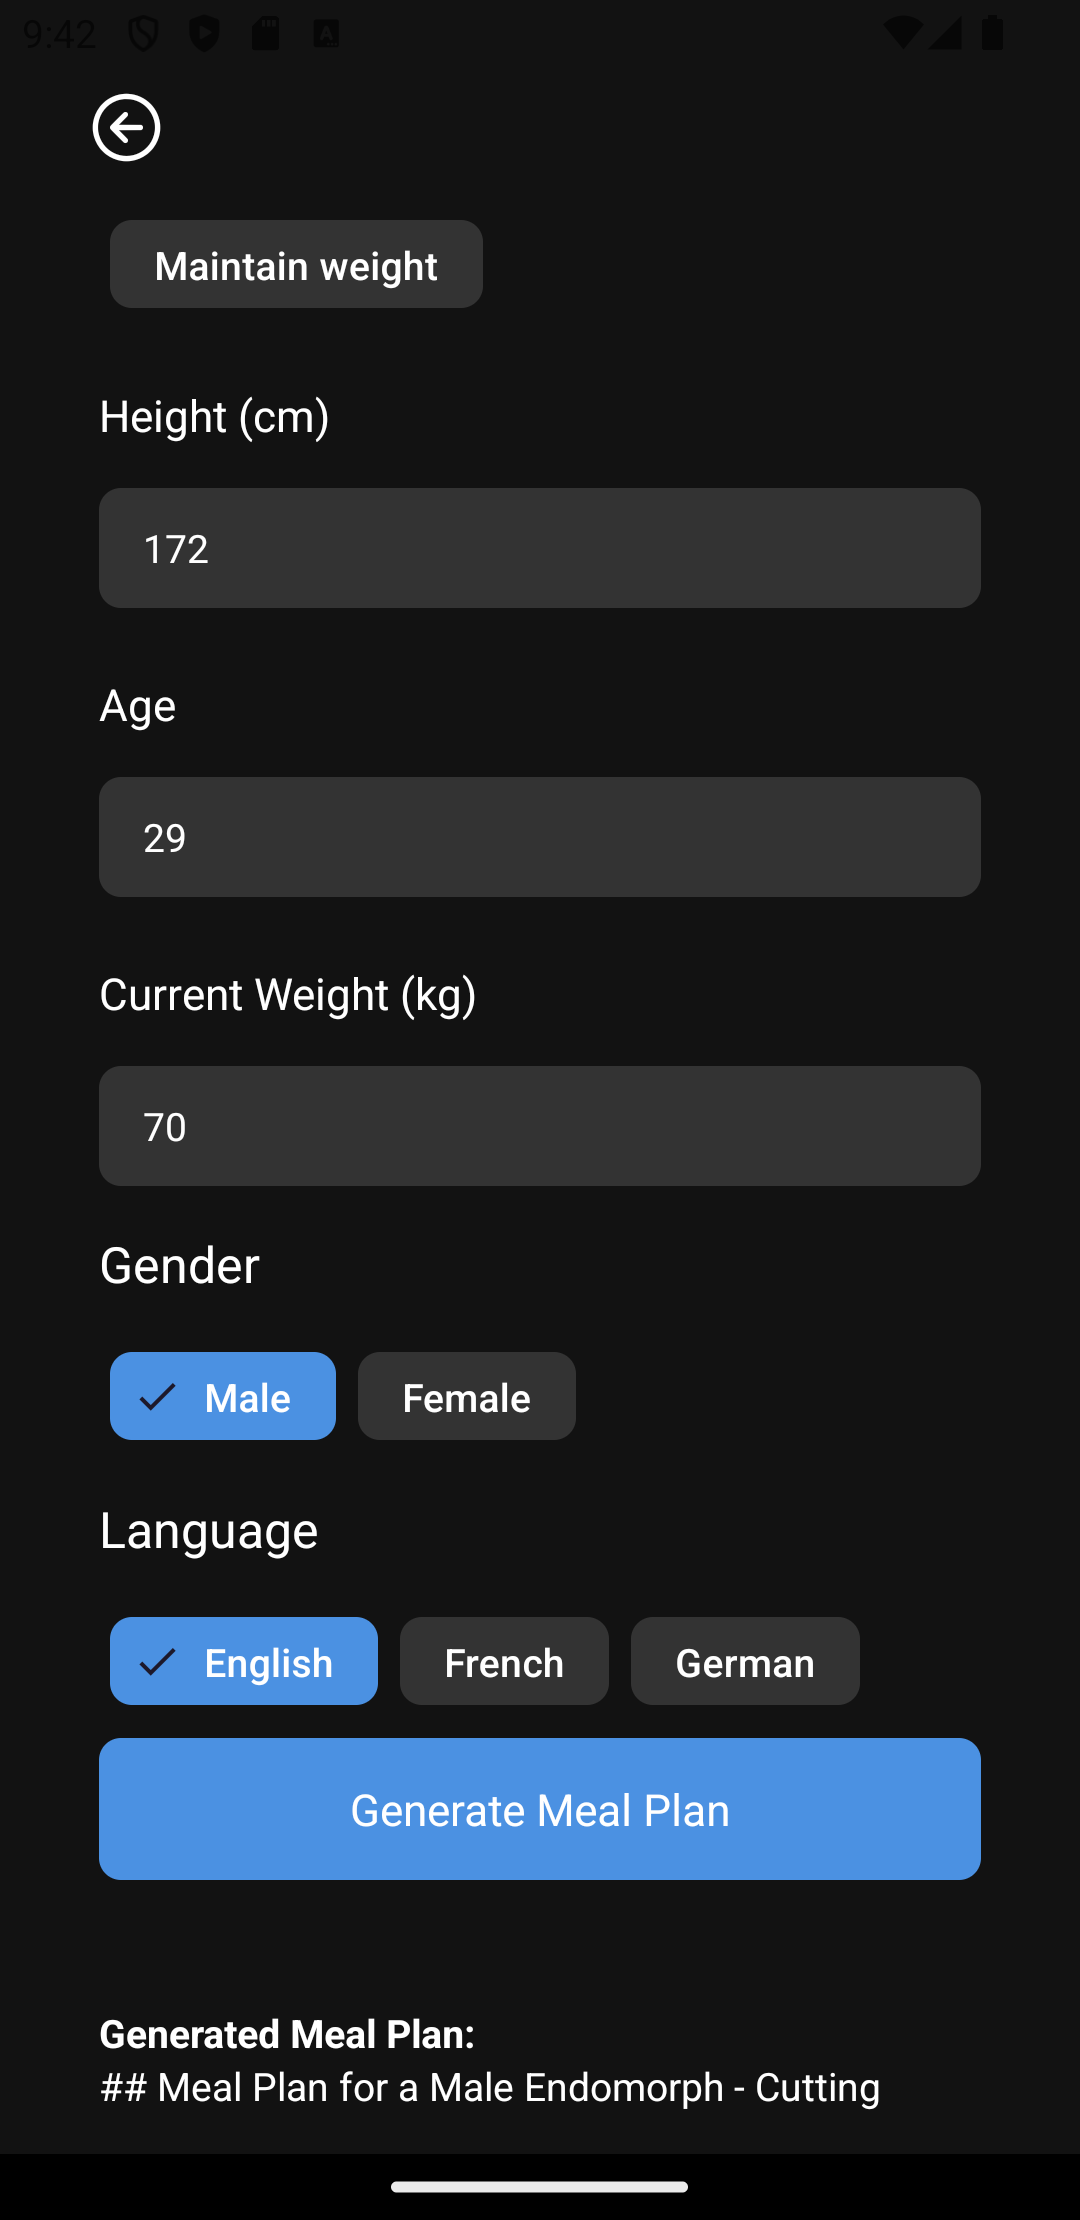 9:42
Maintain weight
Height (cm)
172
Age
29
Current Weight (kg)
70
Gender
Male Female
Language
English French German
Generate Meal Plan
Generated Meal Plan:
## Meal Plan for a Male Endomorph - Cutting